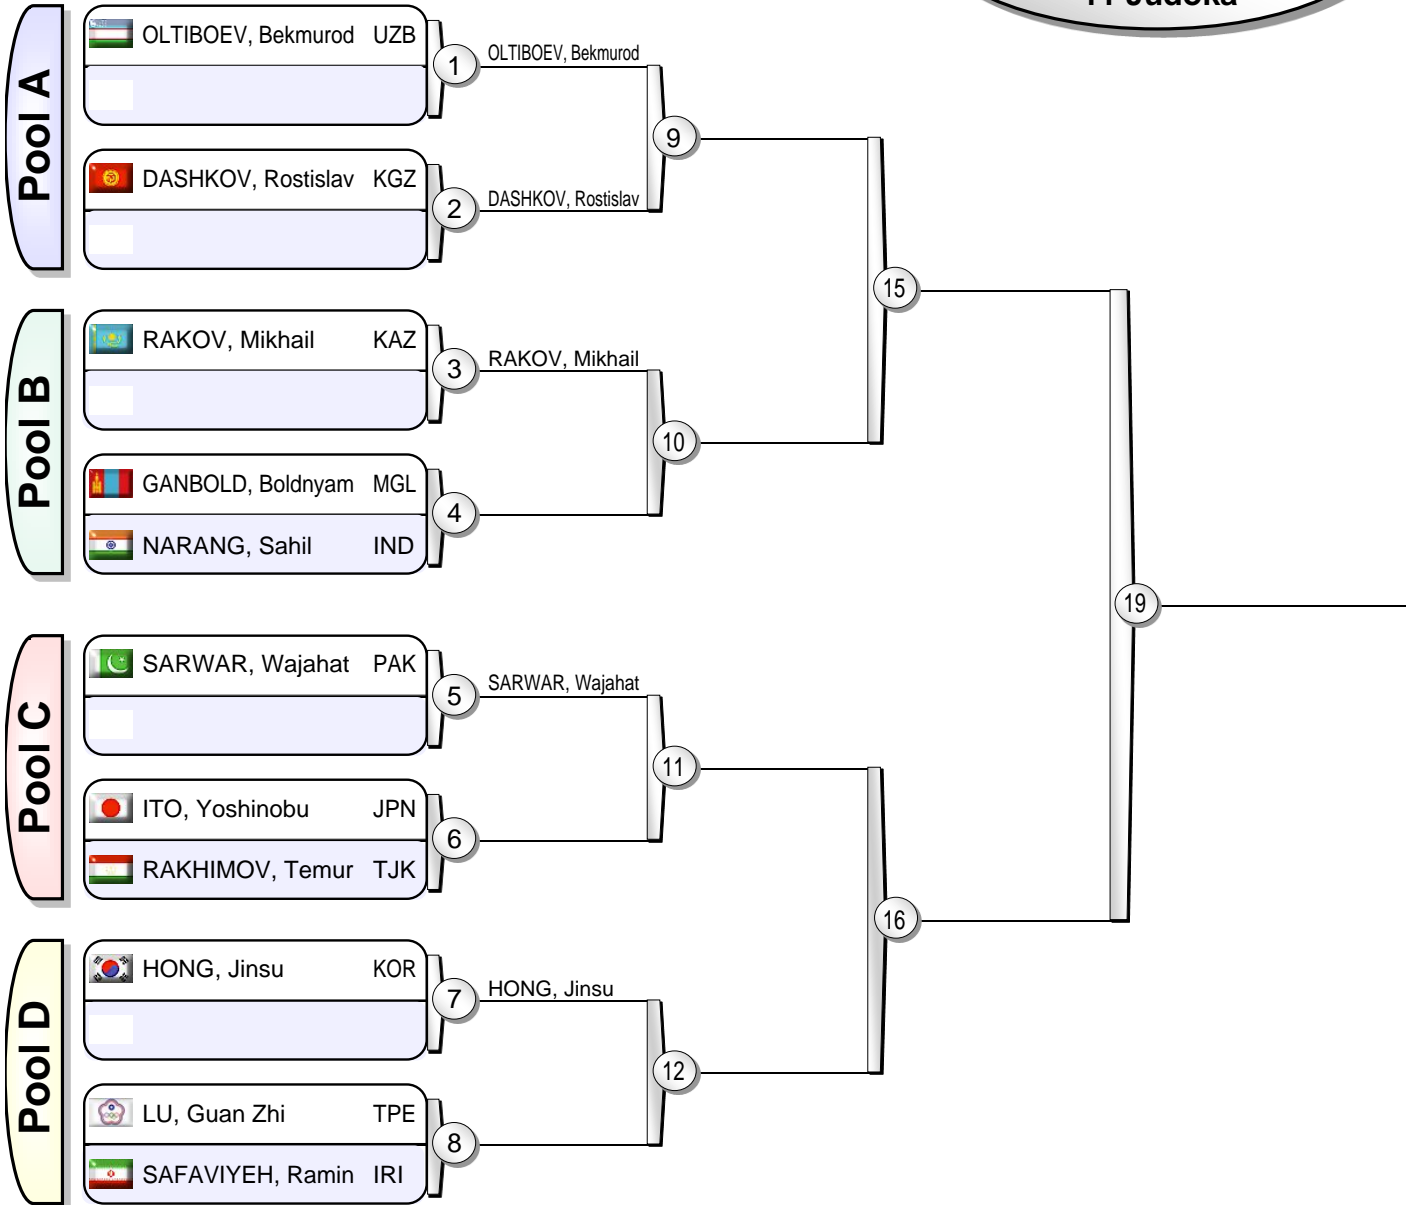 Pool A
OLTIBOEV, Bekmurod UZB
1
OLTIBOEV, Bekmurod
9
DASHKOV, Rostislav KGZ
2
DASHKOV, Rostislav
15
Pool B
RAKOV, Mikhail KAZ
3
RAKOV, Mikhail
10
GANBOLD, Boldnyam MGL
4
NARANG, Sahil IND
19
Pool C
SARWAR, Wajahat PAK
5
SARWAR, Wajahat
11
ITO, Yoshinobu JPN
6
RAKHIMOV, Temur TJK
16
Pool D
HONG, Jinsu KOR
7
HONG, Jinsu
12
LU, Guan Zhi TPE
8
SAFAVIYEH, Ramin IRI